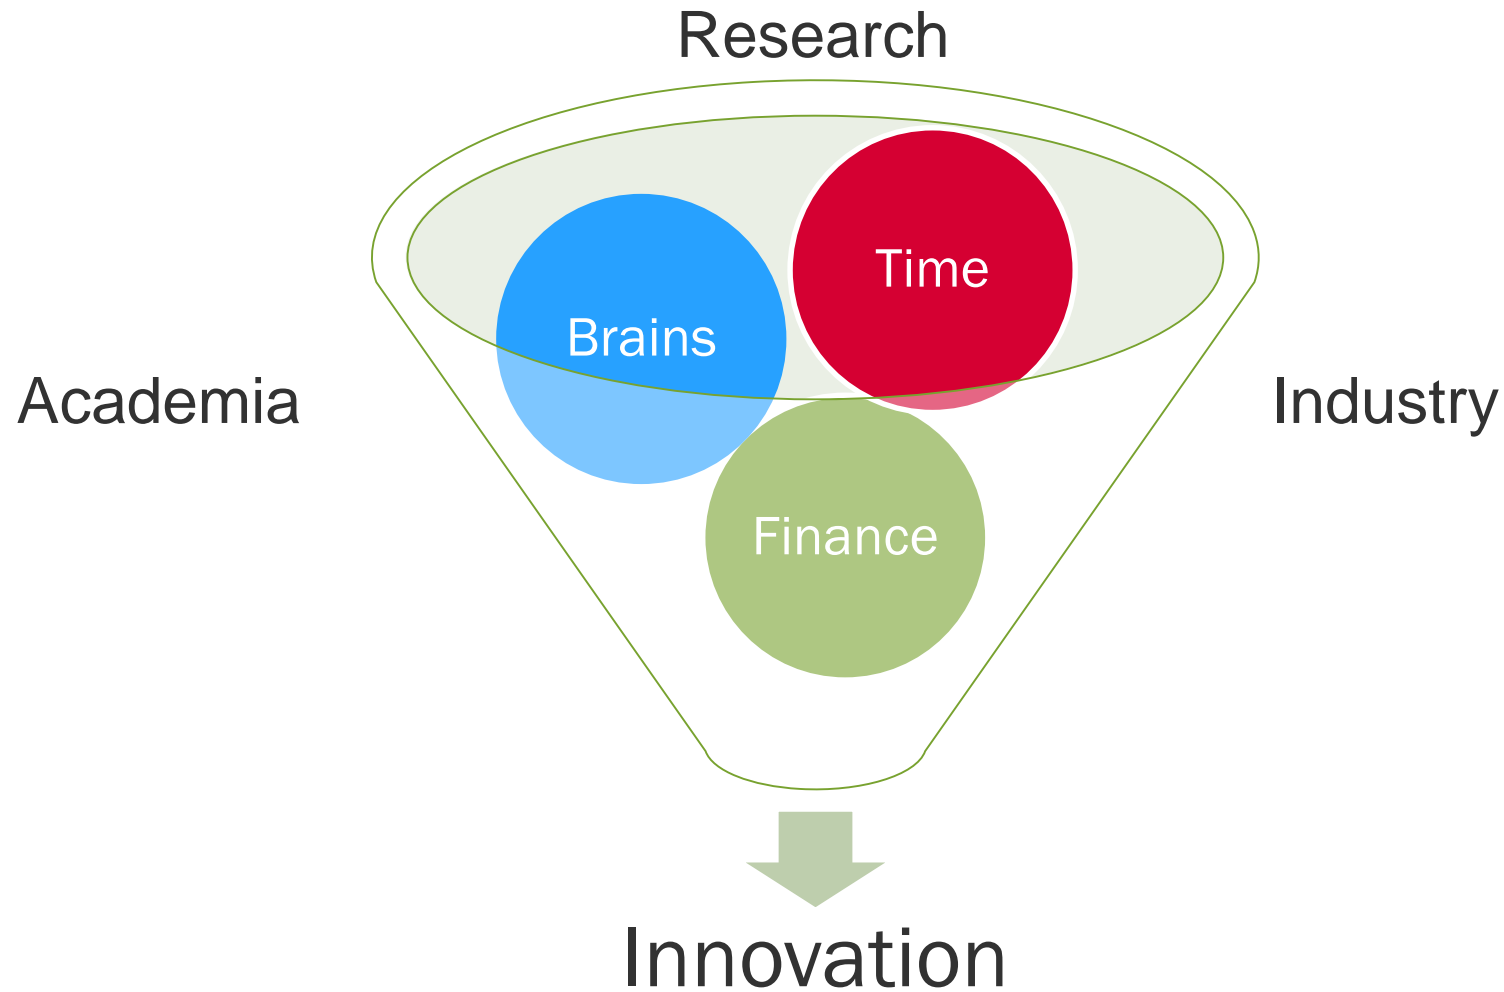 Research
Time
Brains
Academia
Industry
Finance
Innovation